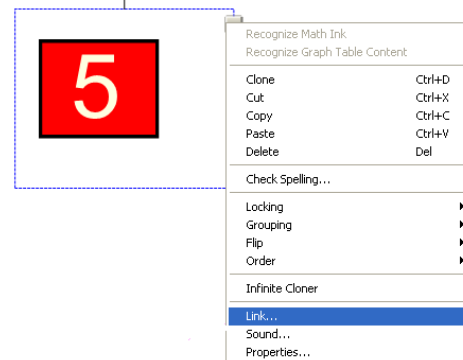 5
Recognize Math Ink
Recognize Graph Table Content
Clone Ctrl+D
Cut Ctrl+X
Copy Ctrl+C
Paste Ctrl+V
Delete Del
Check Spelling...
Locking
Grouping
Flip
Order
Infinite Cloner
Link...
Sound...
Properties...